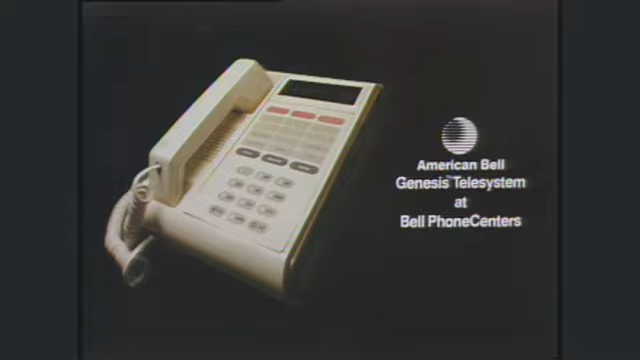 American Bell
Genesis Telesystem
at
Bell PhoneCenters